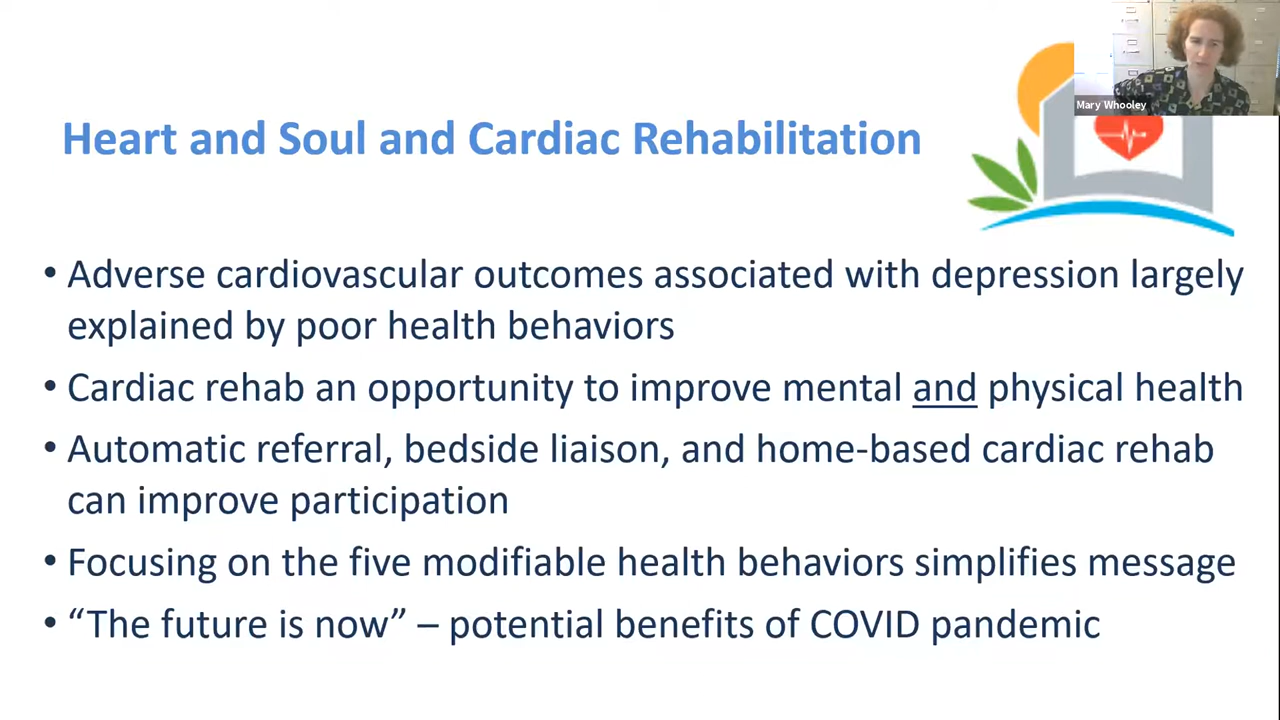 Mary Whooley
Heart and Soul and Cardiac Rehabilitation
• Adverse cardiovascular outcomes associated with depression largely
explained by poor health behaviors
• Cardiac rehab an opportunity to improve mental and physical health
• Automatic referral, bedside liaison, and home-based cardiac rehab
can improve participation
• Focusing on the five modifiable health behaviors simplifies message
• “The future is now” – potential benefits of COVID pandemic